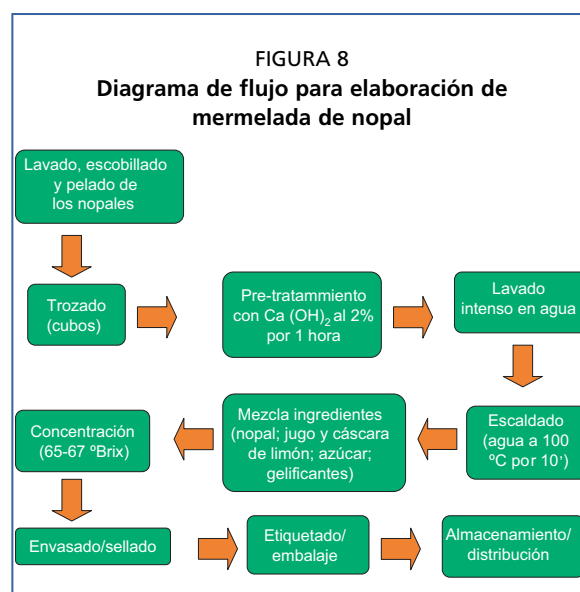 FIGURA 8
Diagrama de flujo para elaboración de
mermelada de nopal
Lavado, escobillado
y pelado de
los nopales
Trozado
(cubos)
Pre-tratammiento
con Ca (OH)₂ al 2%
por 1 hora
Lavado
intenso en agua
Escaldado
(agua a 100
ºC por 10’)
Mezcla ingredientes
(nopal; jugo y cáscara
de limón; azúcar;
gelificantes)
Concentración
(65-67 ºBrix)
Envasado/sellado
Etiquetado/
embalaje
Almacenamiento/
distribución